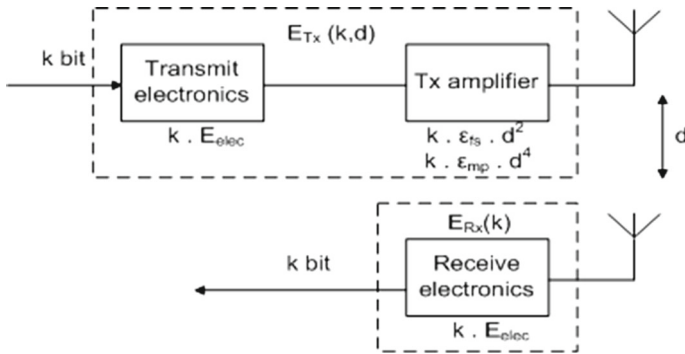 E_Tx (k,d)
k bit
Transmit
electronics
Tx amplifier
k . E_elec
k . ε_fs . d²
k . ε_mp . d⁴
d
E_Rx(k)
k bit
Receive
electronics
k . E_elec